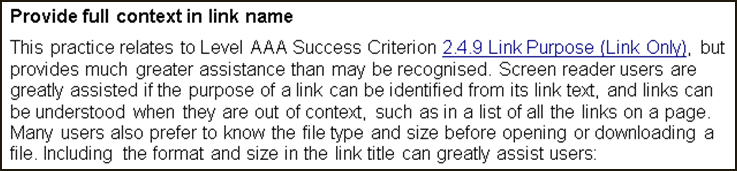 Provide full context in link name
This practice relates to Level AAA Success Criterion 2.4.9 Link Purpose (Link Only), but
provides much greater assistance than may be recognised. Screen reader users are
greatly assisted if the purpose of a link can be identified from its link text, and links can
be understood when they are out of context, such as in a list of all the links on a page.
Many users also prefer to know the file type and size before opening or downloading a
file. Including the format and size in the link title can greatly assist users: